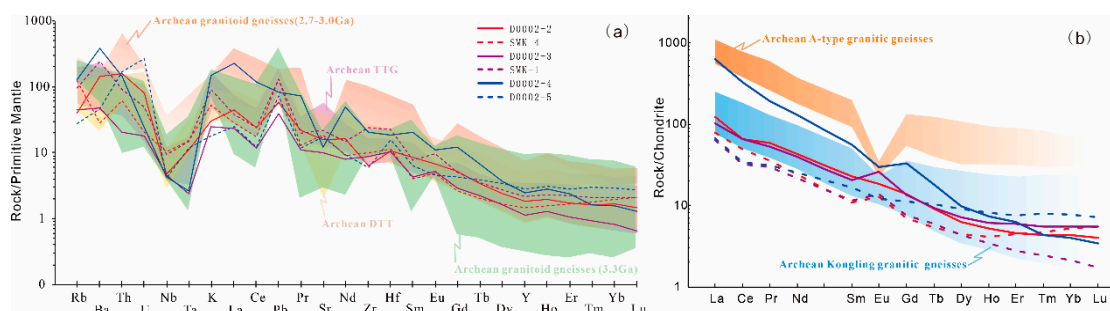 Archean granitoid gneisses(2.7-3.0Ga)
(a)
D0002-2
SWK-4
D0002-3
SWK-1
D0002-4
D0002-5
Archean TTG
Archean DTT
Archean granitoid gneisses (3.3Ga)
Rock/Primitive Mantle
1000
100
10
1
0
Rb Th Nb K Ce Pr Nd Hf Eu Tb Y Er Yb
Ba U Ta La Pb Sr Zr Sm Gd Dy Ho Tm Lu
(b)
Archean A-type granitic gneisses
Archean Kongling granitic gneisses
Rock/Chondrite
1000
100
10
1
La Ce Pr Nd Sm Eu Gd Tb Dy Ho Er Tm Yb Lu